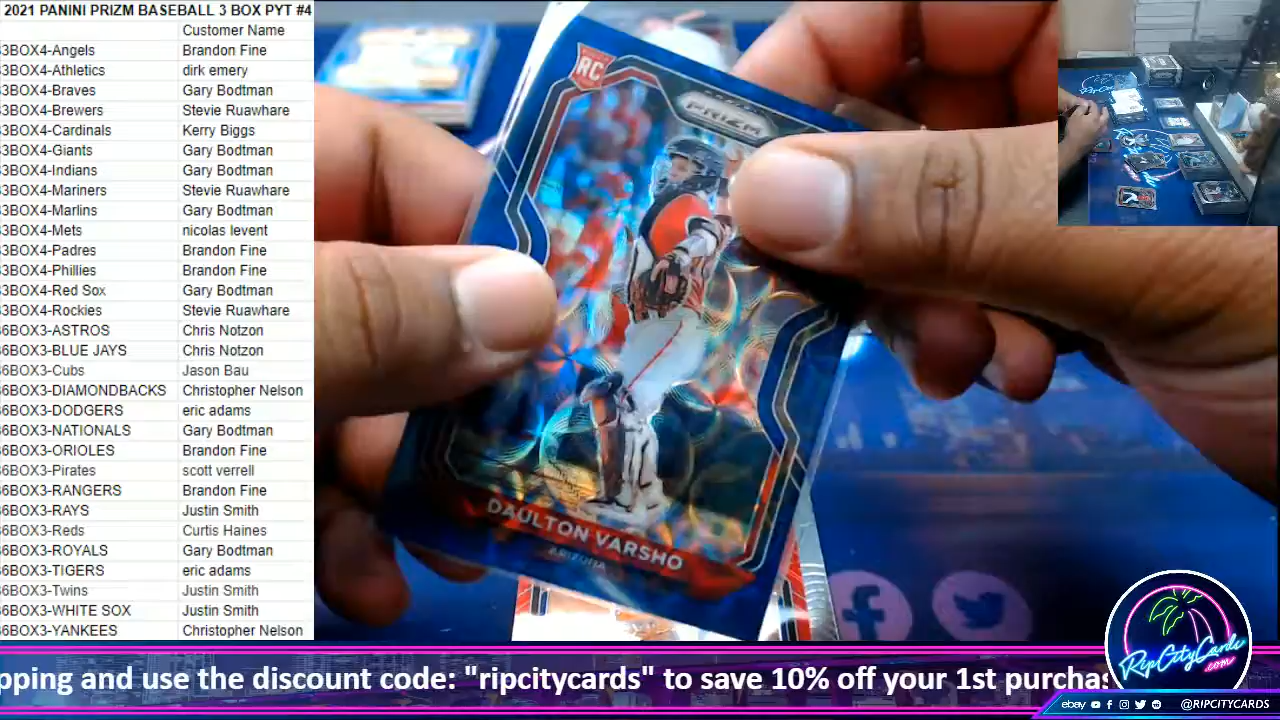 2021 PANINI PRIZM BASEBALL 3 BOX PYT #4
Customer Name
3BOX4-Angels Brandon Fine
3BOX4-Athletics dirk emery
3BOX4-Braves Gary Bodtman
3BOX4-Brewers Stevie Ruawhare
3BOX4-Cardinals Kerry Biggs
3BOX4-Giants Gary Bodtman
3BOX4-Indians Gary Bodtman
3BOX4-Mariners Stevie Ruawhare
3BOX4-Marlins Gary Bodtman
3BOX4-Mets nicolas levent
3BOX4-Padres Brandon Fine
3BOX4-Phillies Brandon Fine
3BOX4-Red Sox Gary Bodtman
3BOX4-Rockies Stevie Ruawhare
6BOX3-ASTROS Chris Notzon
6BOX3-BLUE JAYS Chris Notzon
6BOX3-Cubs Jason Bau
6BOX3-DIAMONDBACKS Christopher Nelson
6BOX3-DODGERS eric adams
6BOX3-NATIONALS Gary Bodtman
6BOX3-ORIOLES Brandon Fine
6BOX3-Pirates scott verrell
6BOX3-RANGERS Brandon Fine
6BOX3-RAYS Justin Smith
6BOX3-Reds Curtis Haines
6BOX3-ROYALS Gary Bodtman
6BOX3-TIGERS eric adams
6BOX3-Twins Justin Smith
6BOX3-WHITE SOX Justin Smith
6BOX3-YANKEES Christopher Nelson
RC
PRIZM
DAULTON VARSHO
ARIZONA
RipCityCards
.com
pping and use the discount code: "ripcitycards" to save 10% off your 1st purchas
ebay @RIPCITYCARDS